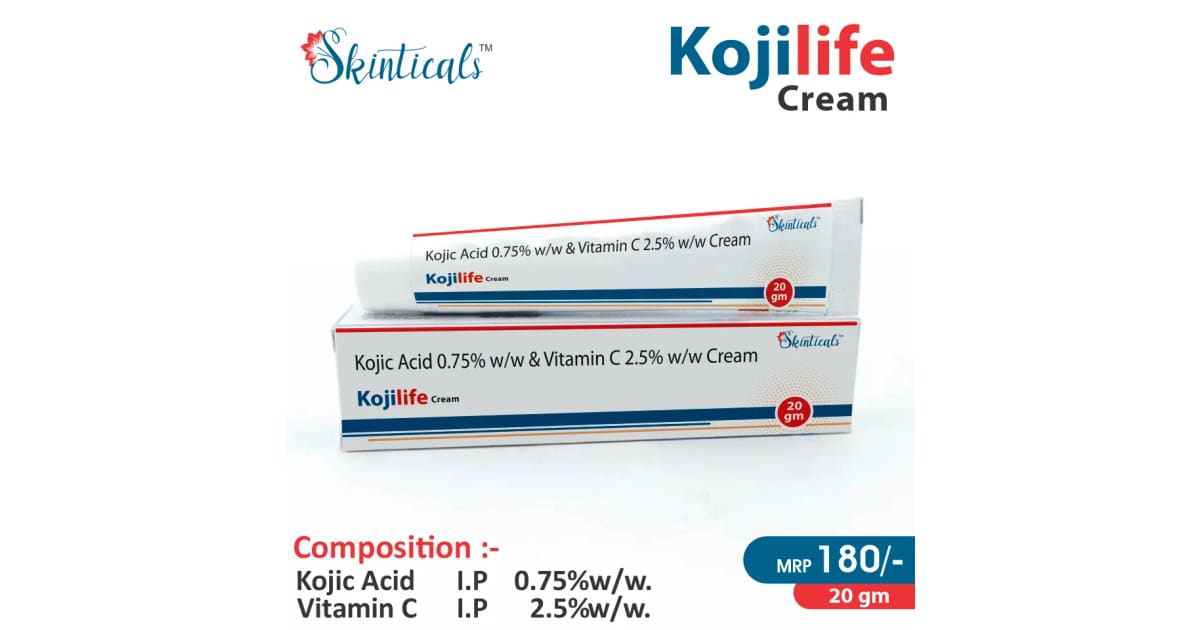 Skinticals™
Kojilife
Cream
Skinticals™
Kojic Acid 0.75% w/w & Vitamin C 2.5% w/w Cream
Kojilife Cream
20
gm
Skinticals™
Kojic Acid 0.75% w/w & Vitamin C 2.5% w/w Cream
Kojilife Cream
20
gm
Composition :-
Kojic Acid I.P 0.75%w/w.
Vitamin C I.P 2.5%w/w.
MRP 180/-
20 gm